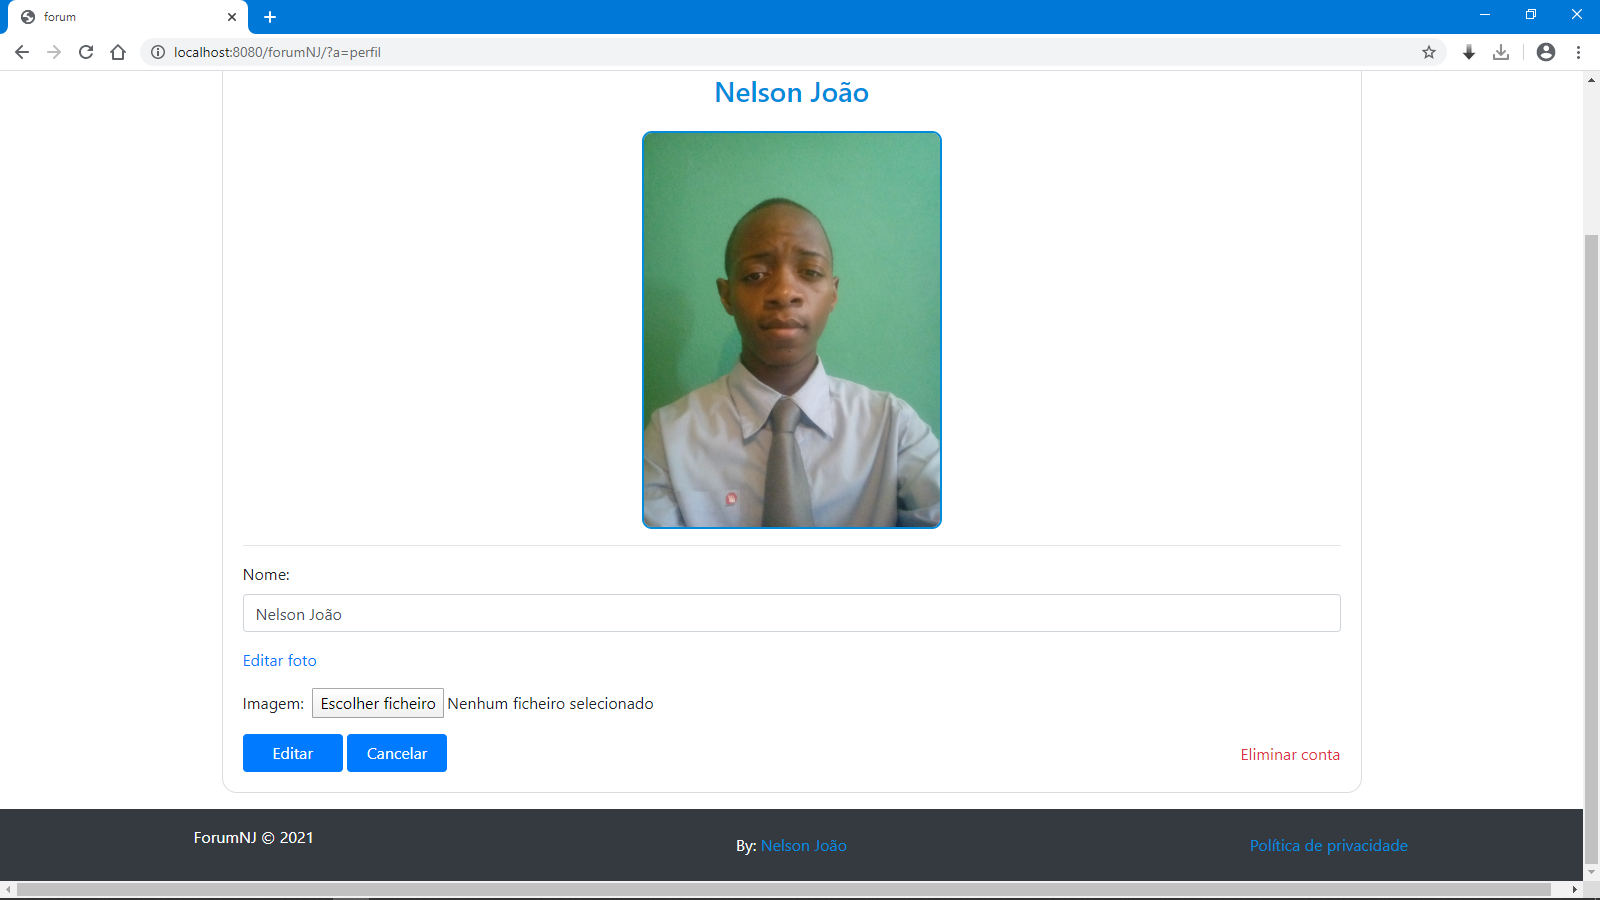 forum
localhost:8080/forumNJ/?a=perfil
Nelson João
Nome:
Nelson João
Editar foto
Imagem: Escolher ficheiro Nenhum ficheiro selecionado
Editar Cancelar Eliminar conta
ForumNJ © 2021 By: Nelson João Política de privacidade